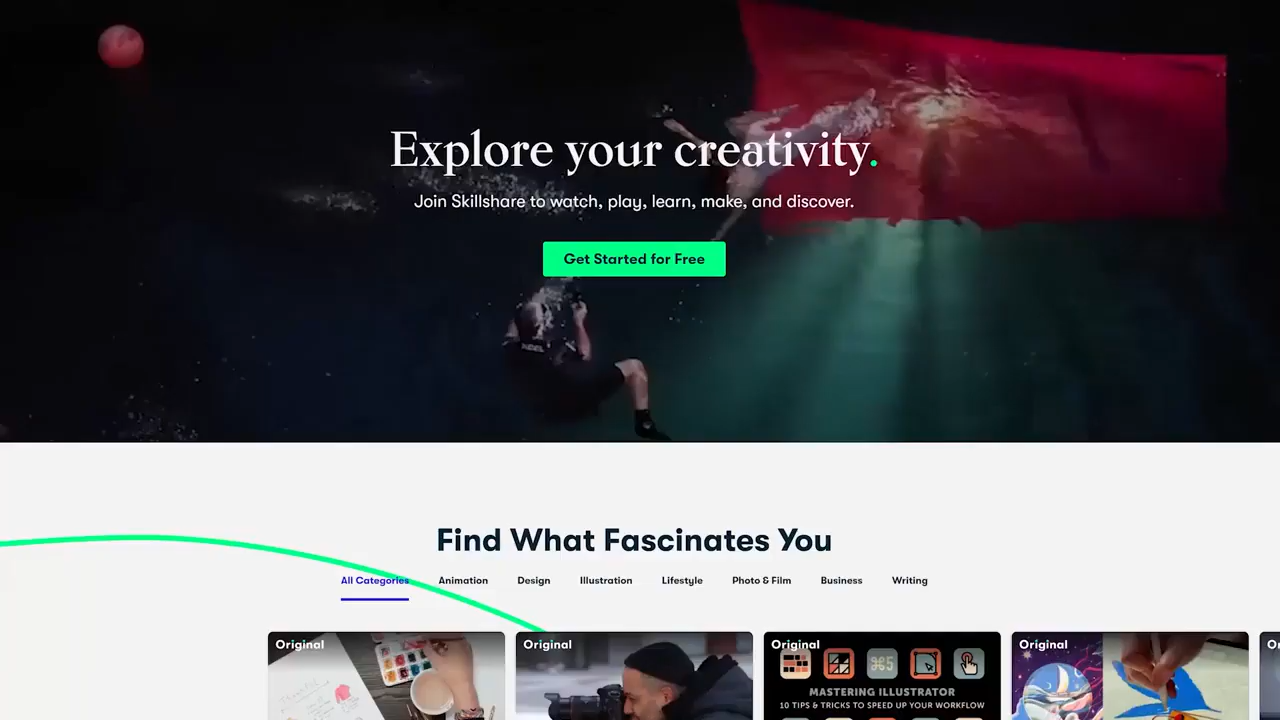 Explore your creativity.
Join Skillshare to watch, play, learn, make, and discover.
Get Started for Free
Find What Fascinates You
All Categories Animation Design Illustration Lifestyle Photo & Film Business Writing
Original Original Original Original
⌘5
MASTERING ILLUSTRATOR
10 TIPS & TRICKS TO SPEED UP YOUR WORKFLOW